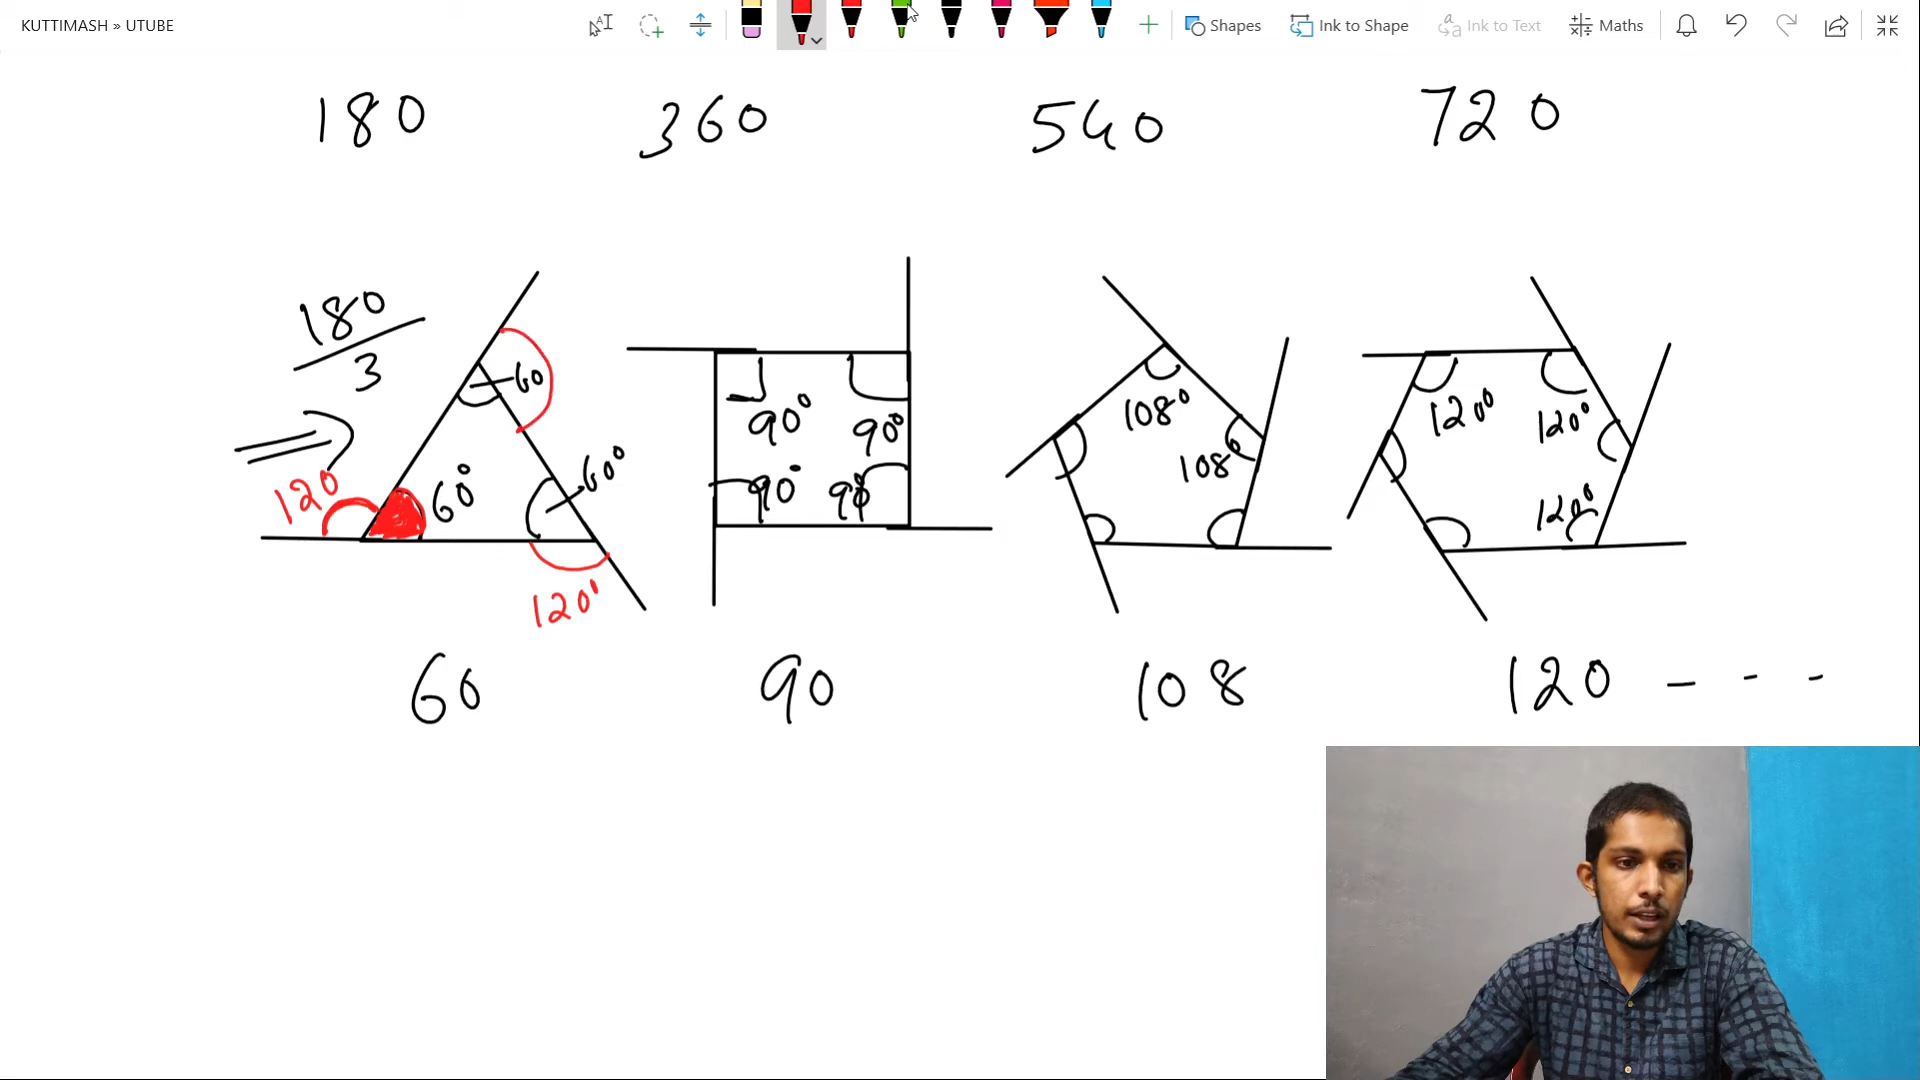 KUTTIMASH » UTUBE
Shapes
Ink to Shape
Ink to Text
Maths
180 360 540 720
180
3
60
60°
60°
120
120°
90°
90°
90°
90
108°
108°
120°
120°
120°
60 90 108 120 - - -